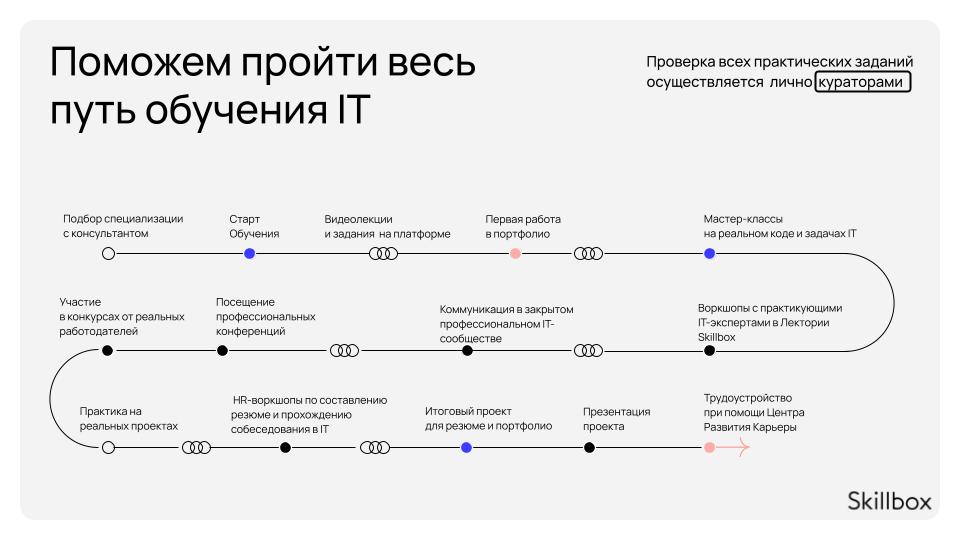 Поможем пройти весь
путь обучения IT
Проверка всех практических заданий
осуществляется лично кураторами
Подбор специализации
с консультантом
Старт
Обучения
Видеолекции
и задания на платформе
Первая работа
в портфолио
Мастер-классы
на реальном коде и задачах IT
Участие
в конкурсах от реальных
работодателей
Посещение
профессиональных
конференций
Коммуникация в закрытом
профессиональном IT-
сообществе
Воркшопы с практикующими
IT-экспертами в Лектории
Skillbox
Практика на
реальных проектах
HR-воркшопы по составлению
резюме и прохождению
собеседования в IT
Итоговый проект
для резюме и портфолио
Презентация
проекта
Трудоустройство
при помощи Центра
Развития Карьеры
Skillbox